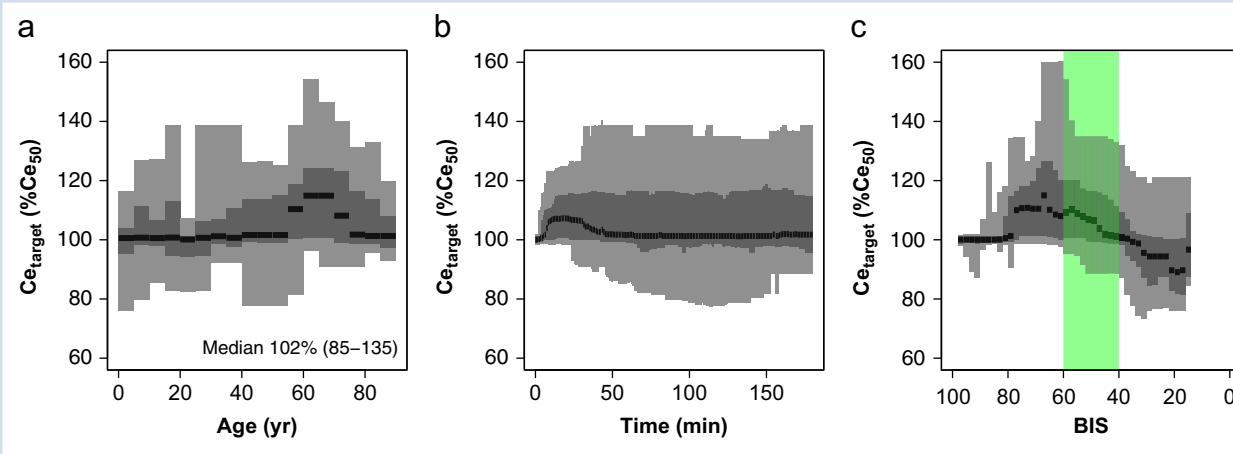 a
160
140
120
100
80
60
Ce_target (%Ce_50)
0 20 40 60 80
Age (yr)
Median 102% (85–135)
b
160
140
120
100
80
60
Ce_target (%Ce_50)
0 50 100 150
Time (min)
c
160
140
120
100
80
60
Ce_target (%Ce_50)
100 80 60 40 20 0
BIS